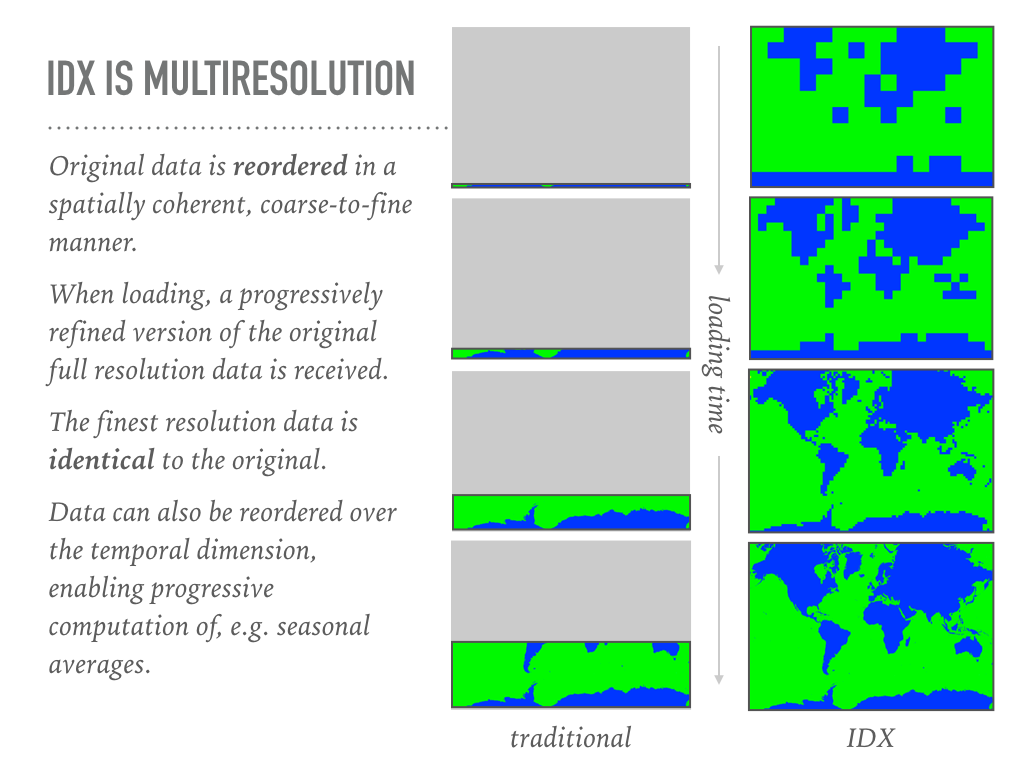 IDX IS MULTIRESOLUTION
Original data is reordered in a
spatially coherent, coarse-to-fine
manner.
When loading, a progressively
refined version of the original
full resolution data is received.
The finest resolution data is
identical to the original.
Data can also be reordered over
the temporal dimension,
enabling progressive
computation of, e.g. seasonal
averages.
loading time
traditional
IDX